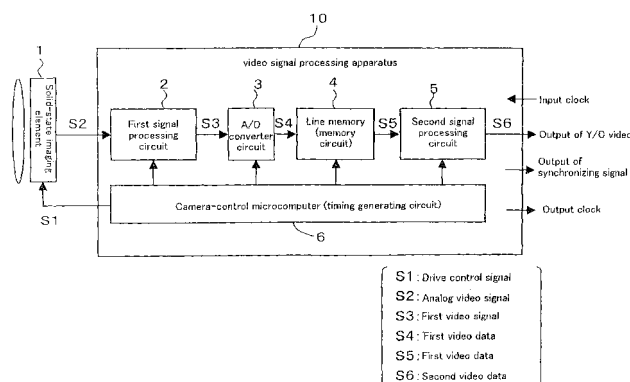 10
video signal processing apparatus
1
Solid-state imaging element
S2
2
First signal processing circuit
S3
3
A/D converter circuit
S4
4
Line memory (memory circuit)
S5
5
Second signal processing circuit
S6
Input clock
Output of Y/C video
Output of synchronizing signal
Output clock
S1
Camera-control microcomputer (timing generating circuit)
6
S1 : Drive control signal
S2 : Analog video signal
S3 : First video signal
S4 : First video data
S5 : First video data
S6 : Second video data